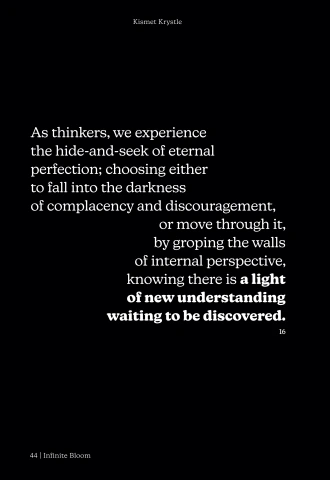 Kismet Krystle
As thinkers, we experience
the hide-and-seek of eternal
perfection; choosing either
to fall into the darkness
of complacency and discouragement,
or move through it,
by groping the walls
of internal perspective,
knowing there is a light
of new understanding
waiting to be discovered.
16
44 | Infinite Bloom